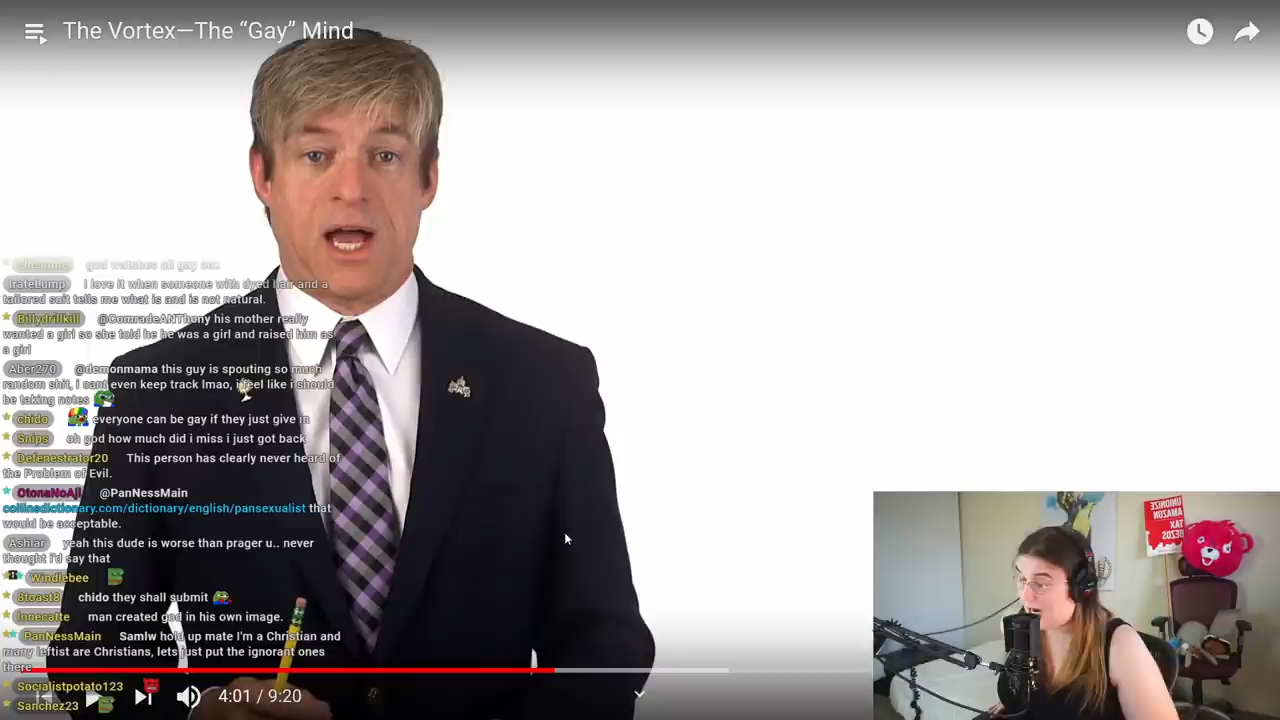 The Vortex—The “Gay” Mind
god watches all gay sex
IrateLump I love it when someone with dyed hair and a
tailored suit tells me what is and is not natural.
Billydrillkill @ComradeANThony his mother really
wanted a girl so she told he he was a girl and raised him as
a girl
Aber270 @demonmama this guy is spouting so much
random shit, i cant even keep track lmao, i feel like i should
be taking notes
chido everyone can be gay if they just give in
Snips oh god how much did i miss i just got back
Defenestrator20 This person has clearly never heard of
the Problem of Evil.
OtonaNoAji @PanNessMain
collinsdictionary.com/dictionary/english/pansexualist that
would be acceptable.
Ashlar yeah this dude is worse than prager u.. never
thought i'd say that
Windlebee
8toast8 chido they shall submit
lonecatte man created god in his own image.
PanNessMain Samlw hold up mate I'm a Christian and
many leftist are Christians, lets just put the ignorant ones
there
Socialistpotato123
Sanchez23
4:01 / 9:20
UNIONIZE
AMAZON
TAX
BEZOS